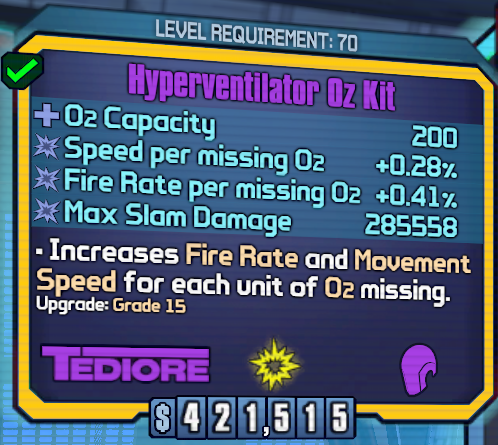 LEVEL REQUIREMENT: 70
Hyperventilator Oz Kit
O2 Capacity 200
Speed per missing O2 +0.28%
Fire Rate per missing O2 +0.41%
Max Slam Damage 285558
• Increases Fire Rate and Movement
Speed for each unit of O2 missing.
Upgrade: Grade 15
TEDIORE
$ 421,515